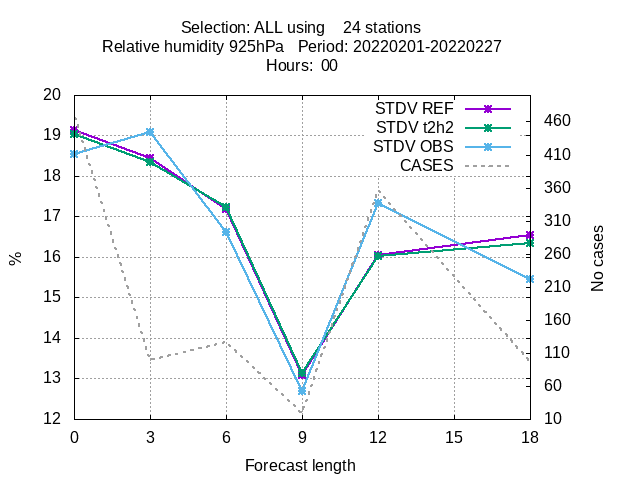 Selection: ALL using    24 stations
Relative humidity 925hPa   Period: 20220201-20220227
Hours:  00
STDV REF
STDV t2h2
STDV OBS
CASES
20
19
18
17
16
15
14
13
12
%
460
410
360
310
260
210
160
110
60
10
No cases
0 3 6 9 12 15 18
Forecast length